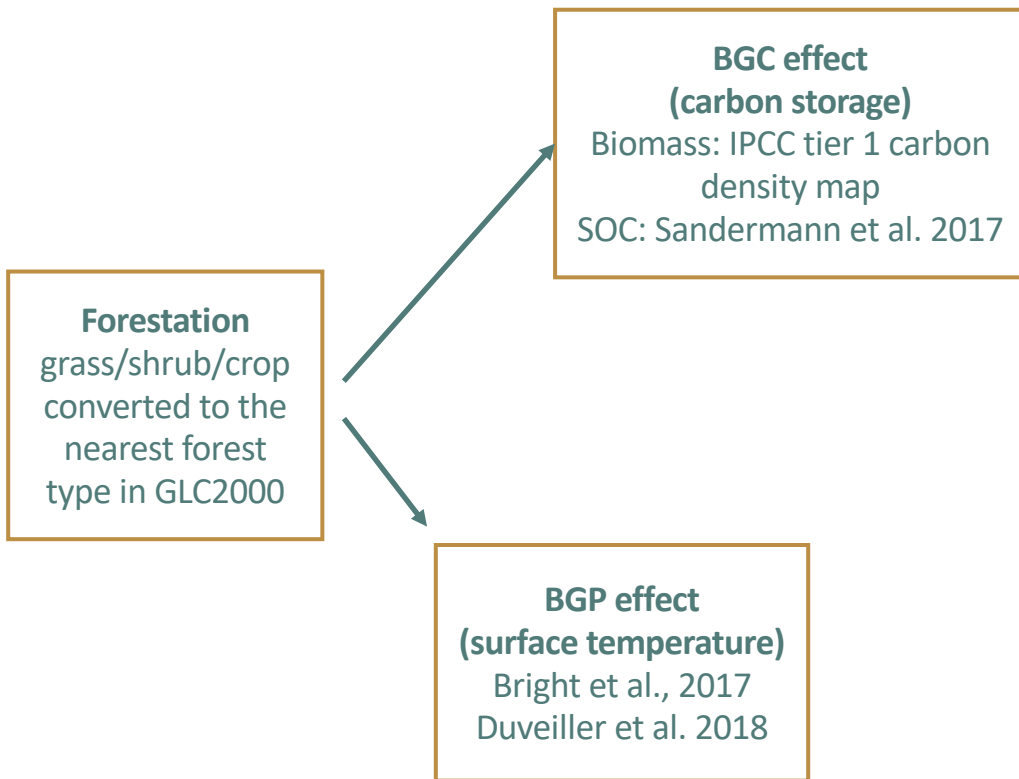 Forestation
grass/shrub/crop
converted to the
nearest forest
type in GLC2000
BGC effect
(carbon storage)
Biomass: IPCC tier 1 carbon
density map
SOC: Sandermann et al. 2017
BGP effect
(surface temperature)
Bright et al., 2017
Duveiller et al. 2018